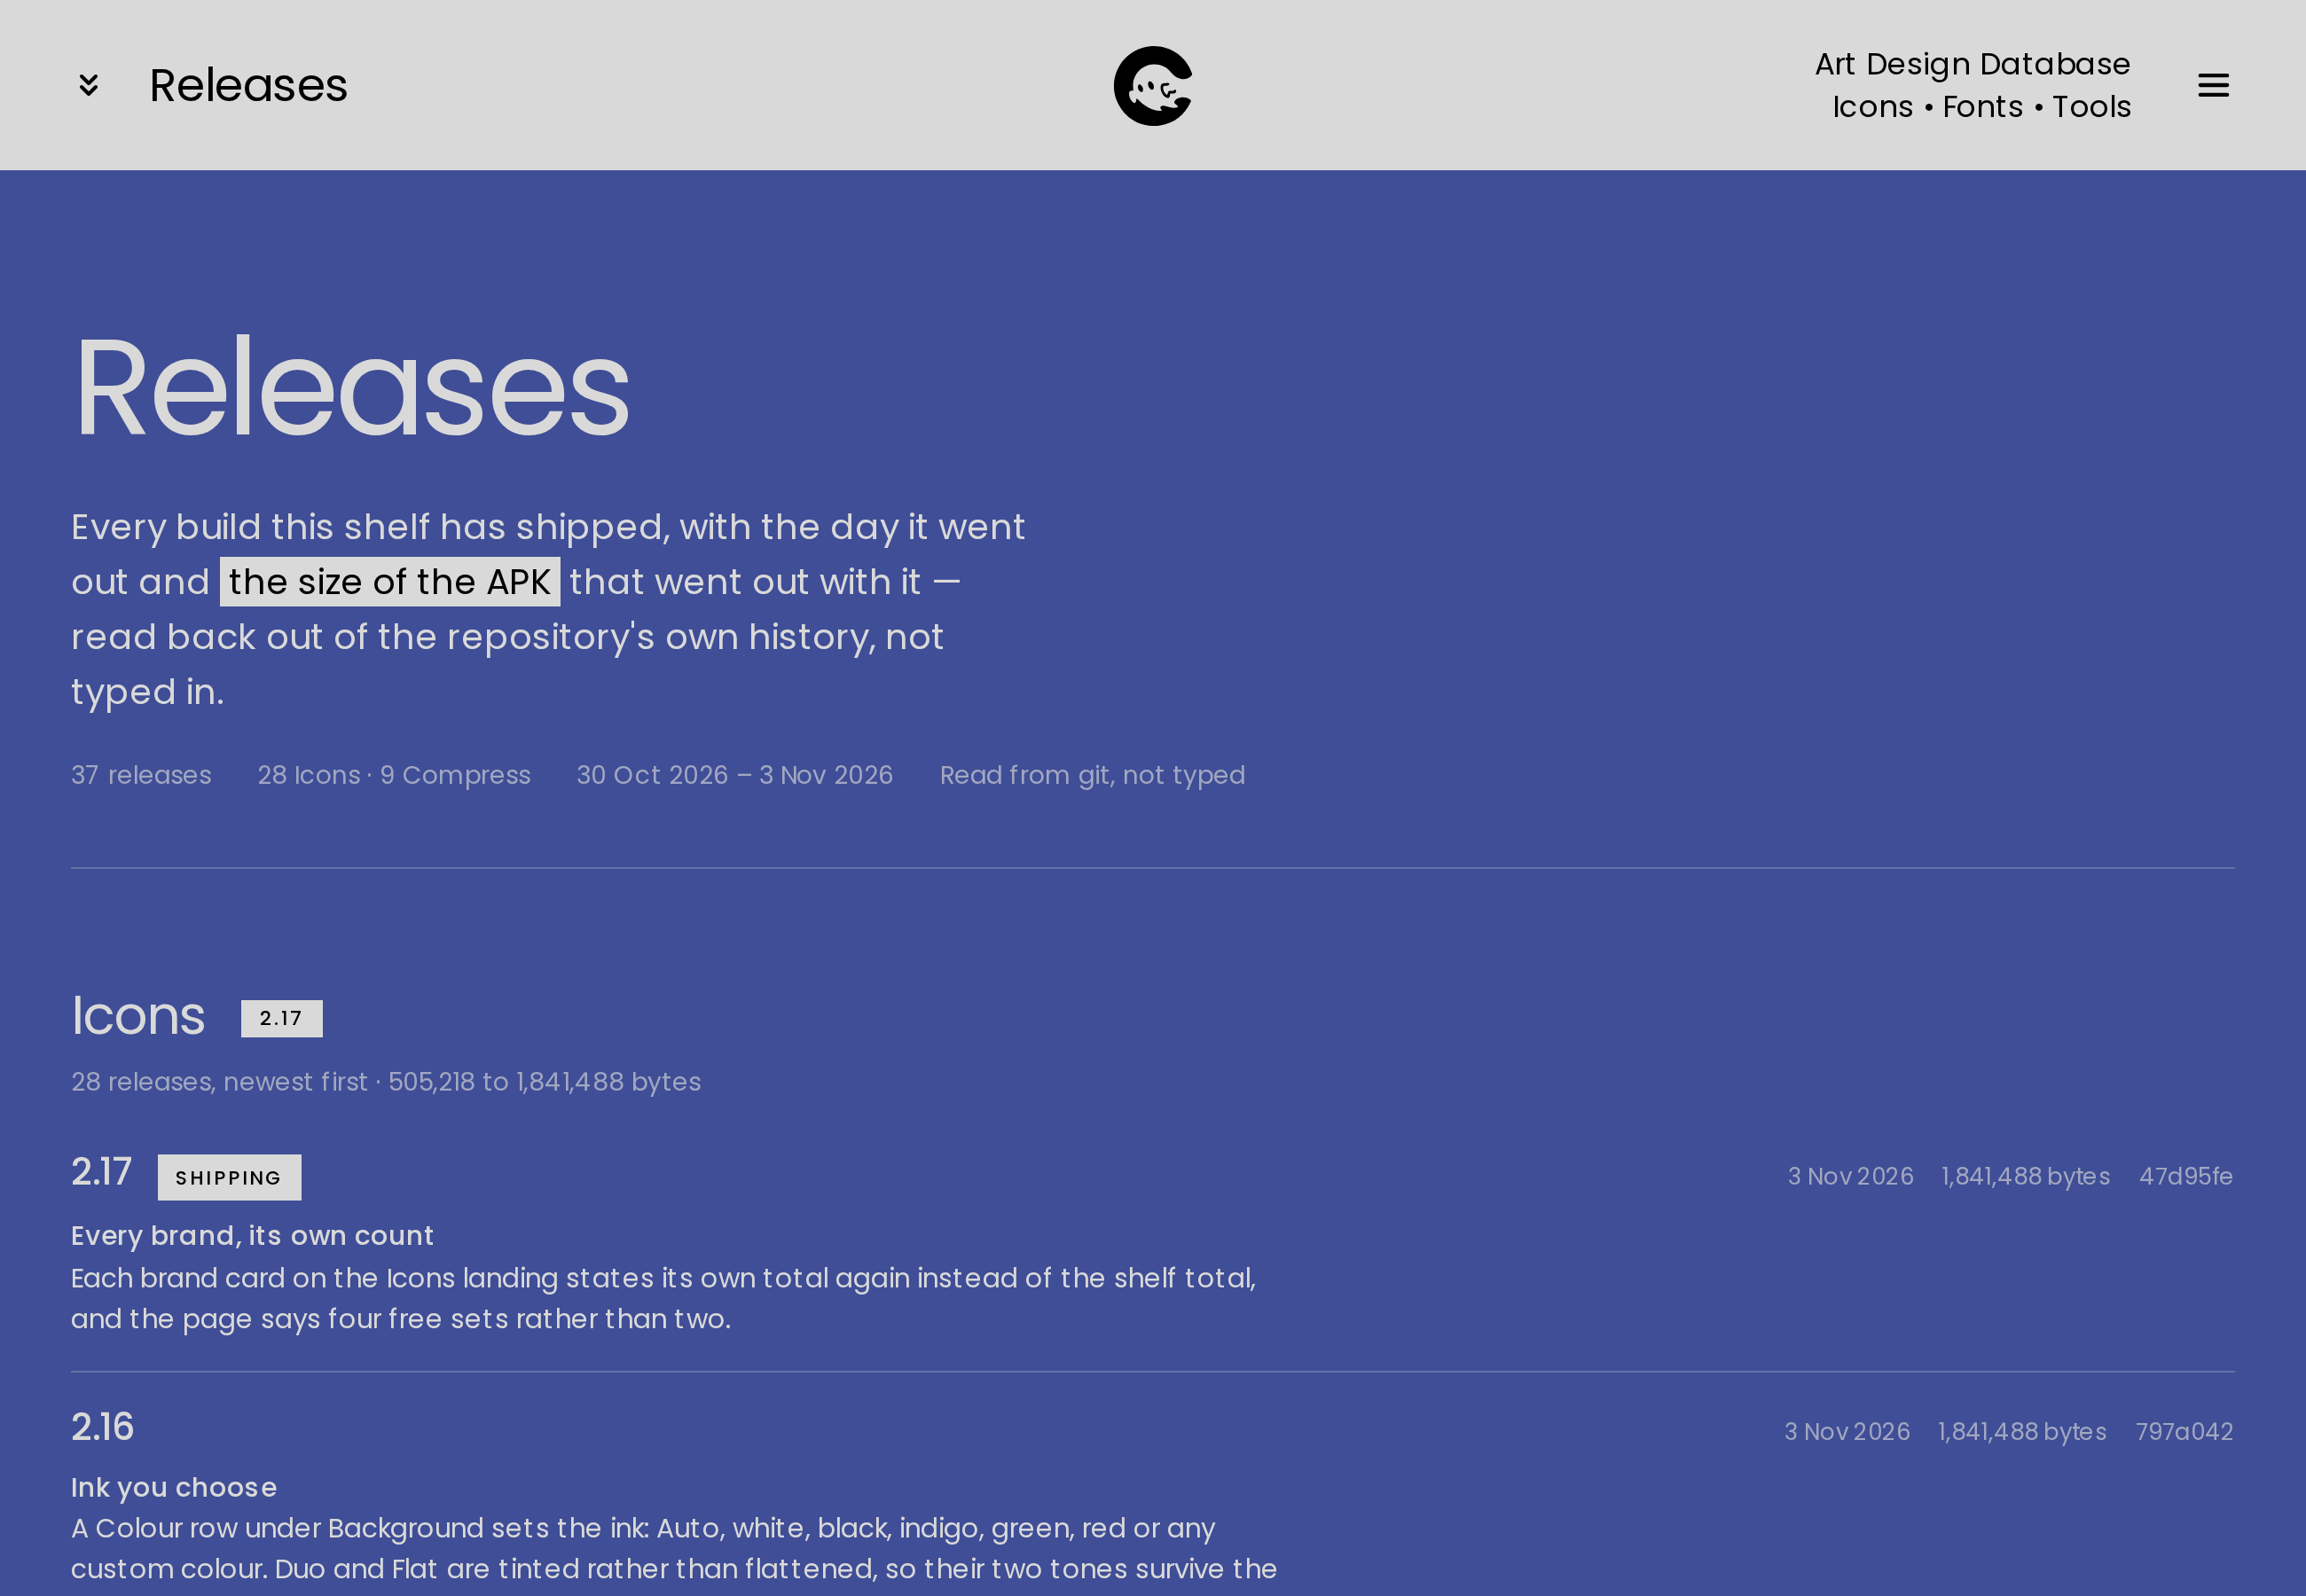 Releases
Art Design Database
Icons • Fonts • Tools
Releases
Every build this shelf has shipped, with the day it went
out and the size of the APK that went out with it —
read back out of the repository's own history, not
typed in.
37 releases 28 Icons · 9 Compress 30 Oct 2026 – 3 Nov 2026 Read from git, not typed
Icons 2.17
28 releases, newest first · 505,218 to 1,841,488 bytes
2.17 SHIPPING 3 Nov 2026 1,841,488 bytes 47d95fe
Every brand, its own count
Each brand card on the Icons landing states its own total again instead of the shelf total,
and the page says four free sets rather than two.
2.16 3 Nov 2026 1,841,488 bytes 797a042
Ink you choose
A Colour row under Background sets the ink: Auto, white, black, indigo, green, red or any
custom colour. Duo and Flat are tinted rather than flattened, so their two tones survive the